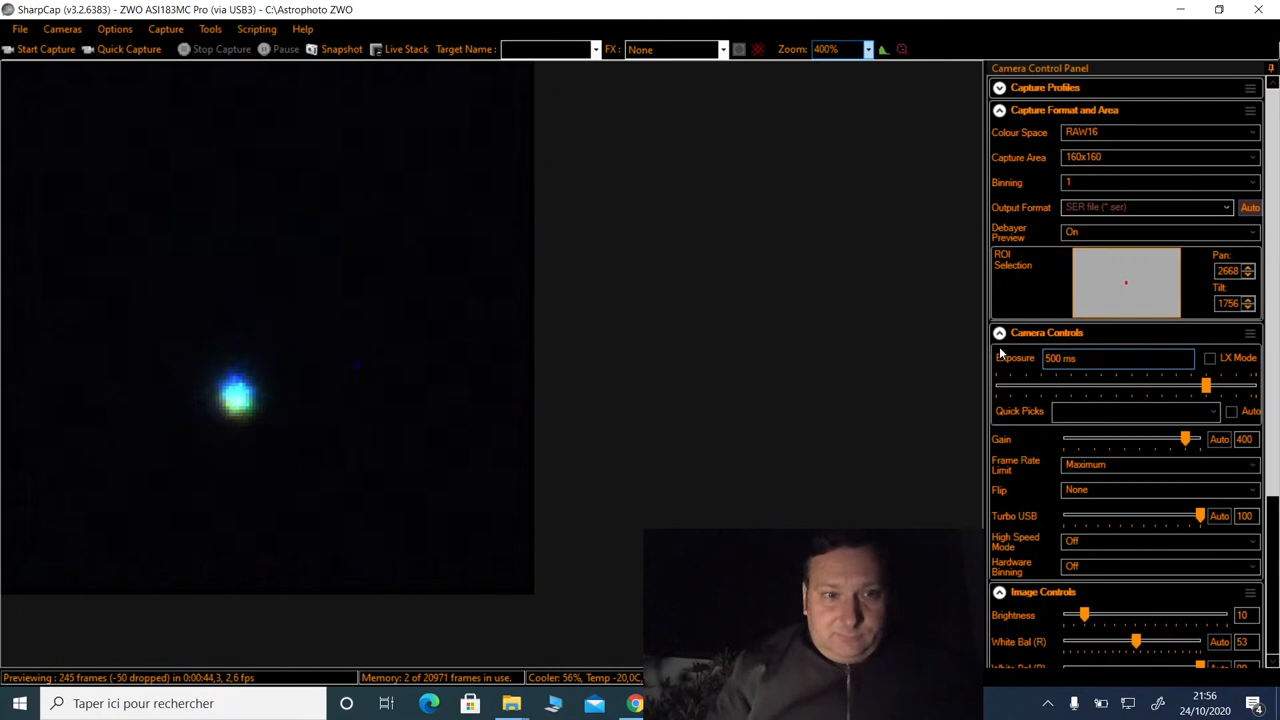 SharpCap (v3.2.6383) - ZWO ASI183MC Pro (via USB3) - C:\Astrophoto ZWO
File Cameras Options Capture Tools Scripting Help
Start Capture Quick Capture Stop Capture Pause Snapshot Live Stack Target Name: FX: None Zoom: 400%
Camera Control Panel
Capture Profiles
Capture Format and Area
Colour Space RAW16
Capture Area 160x160
Binning 1
Output Format SER file (*.ser) Auto
Debayer Preview On
ROI Selection
Pan:
2668
Tilt:
1756
Camera Controls
Exposure 500 ms LX Mode
Quick Picks Auto
Gain Auto 400
Frame Rate Limit Maximum
Flip None
Turbo USB Auto 100
High Speed Mode Off
Hardware Binning Off
Image Controls
Brightness 10
White Bal (R) Auto 53
Previewing : 245 frames (-50 dropped) in 0:00:44,3, 2,6 fps Memory: 2 of 20971 frames in use. Cooler: 56%, Temp -20,0C,
Taper ici pour rechercher
21:56
24/10/2020
4